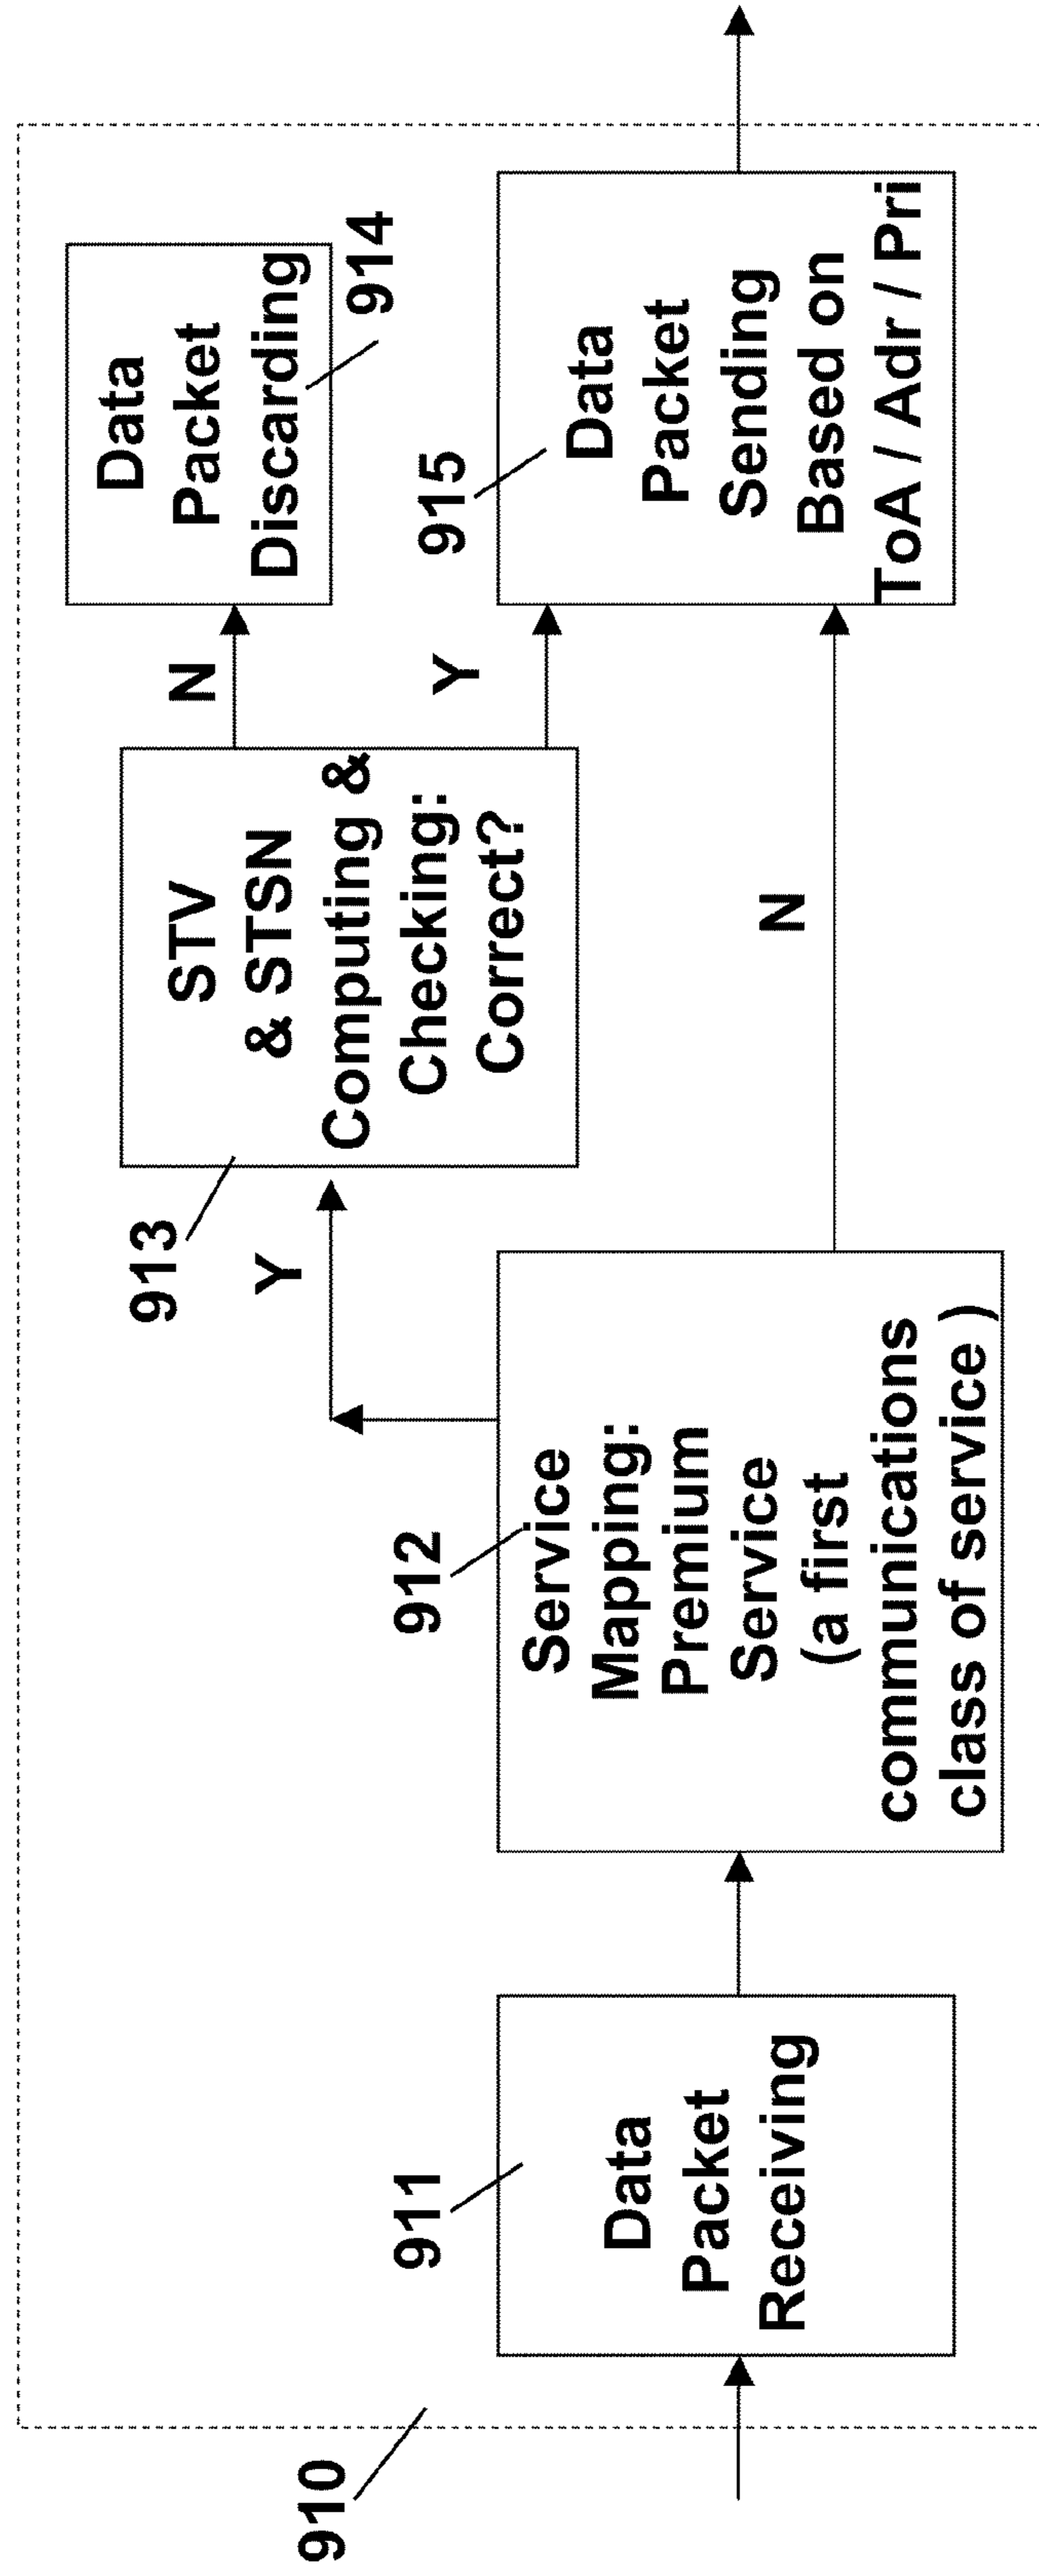 910
911
Data
Packet
Receiving
912
Service
Mapping:
Premium
Service
(a first
communications
class of service )
Y
N
913
STV
& STSN
Computing &
Checking:
Correct?
N
Y
Data
Packet
Discarding
914
915
Data
Packet
Sending
Based on
ToA / Adr / Pri